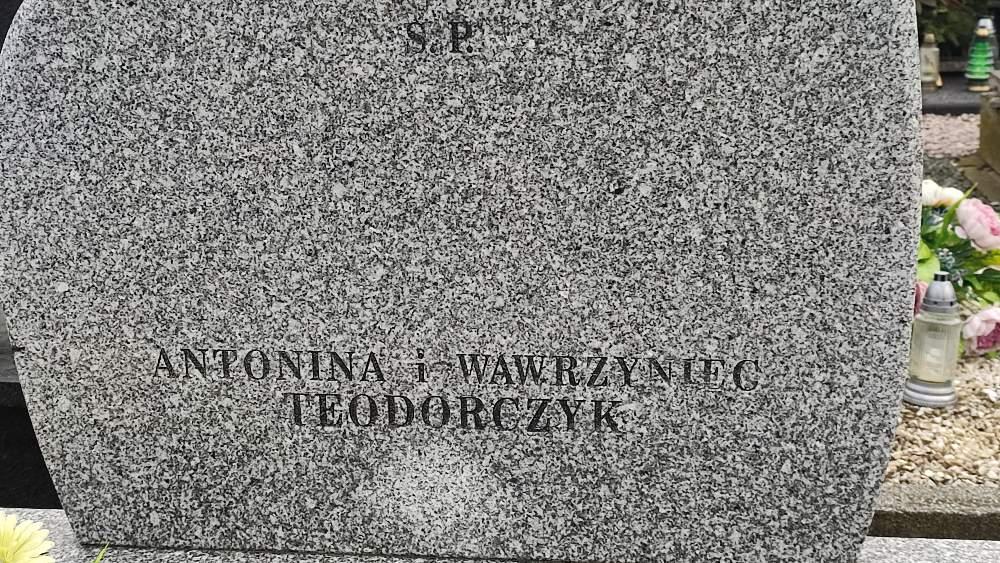 S. P.
ANTONINA i WAWRZYNIEC
TEODORCZYK